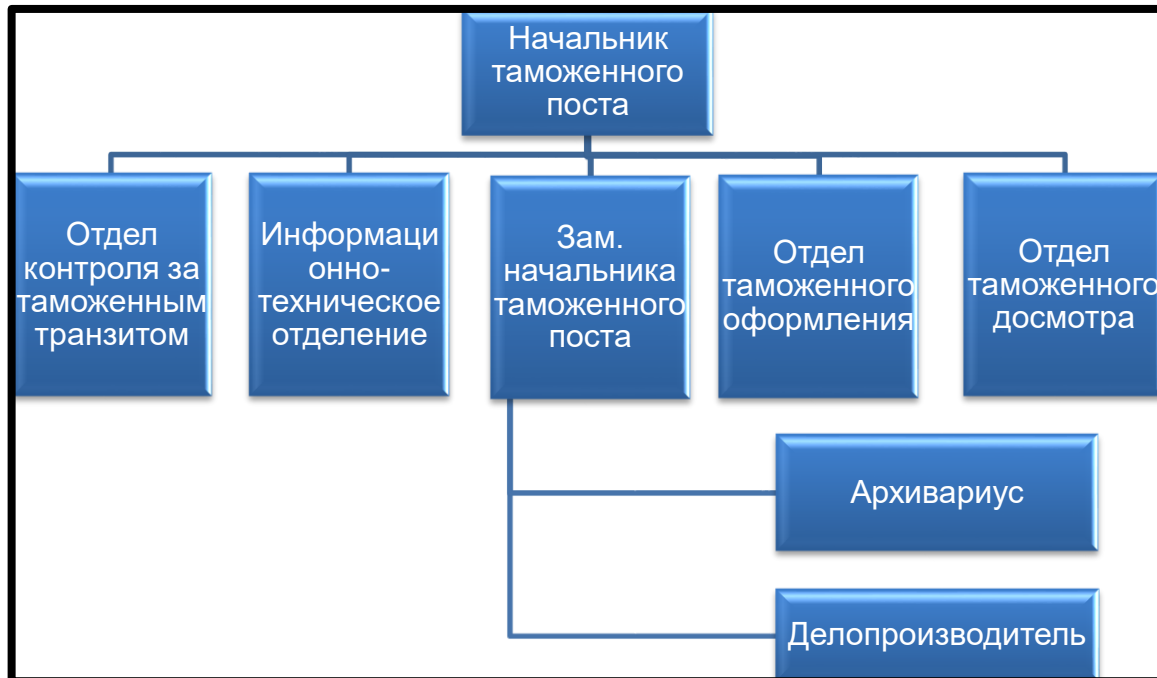 Начальник
таможенного
поста
Отдел
контроля за
таможенным
транзитом
Информаци
онно-
техническое
отделение
Зам.
начальника
таможенного
поста
Отдел
таможенного
оформления
Отдел
таможенного
досмотра
Архивариус
Делопроизводитель